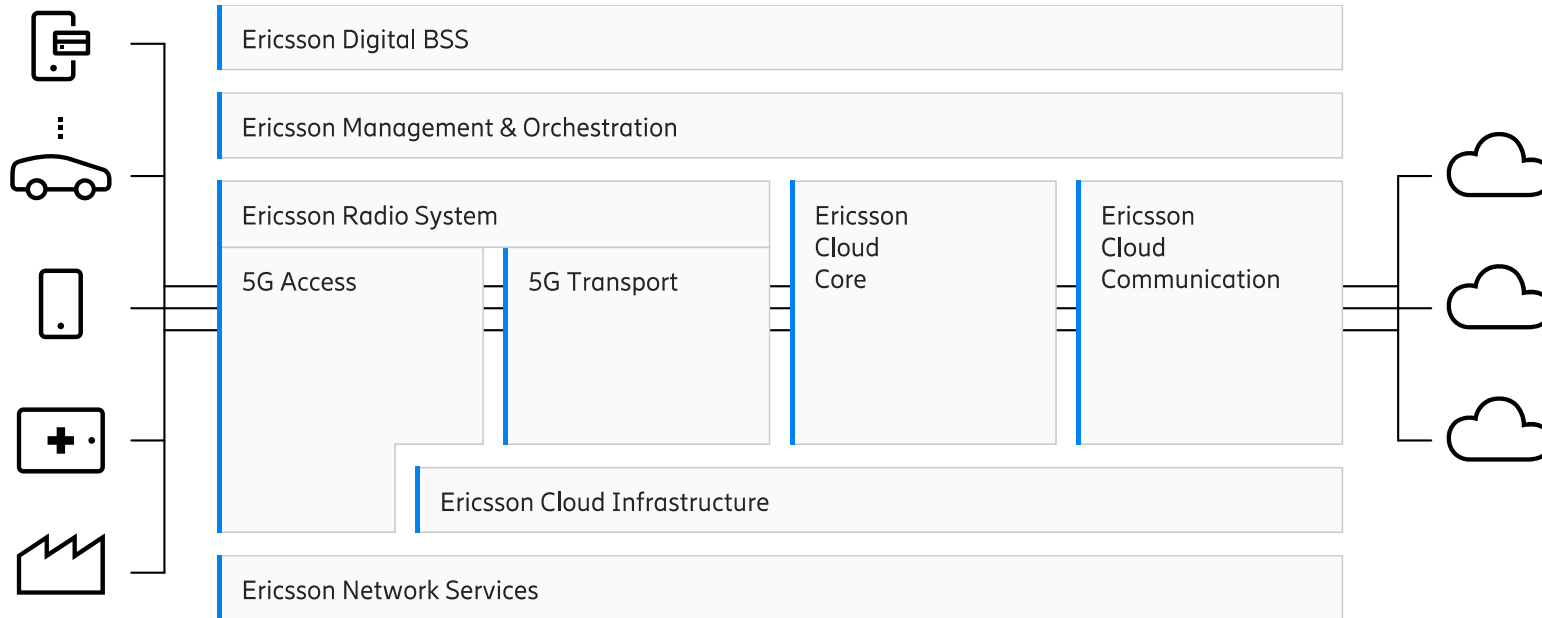 Ericsson Digital BSS
Ericsson Management & Orchestration
Ericsson Radio System
5G Access
5G Transport
Ericsson
Cloud
Core
Ericsson
Cloud
Communication
Ericsson Cloud Infrastructure
Ericsson Network Services